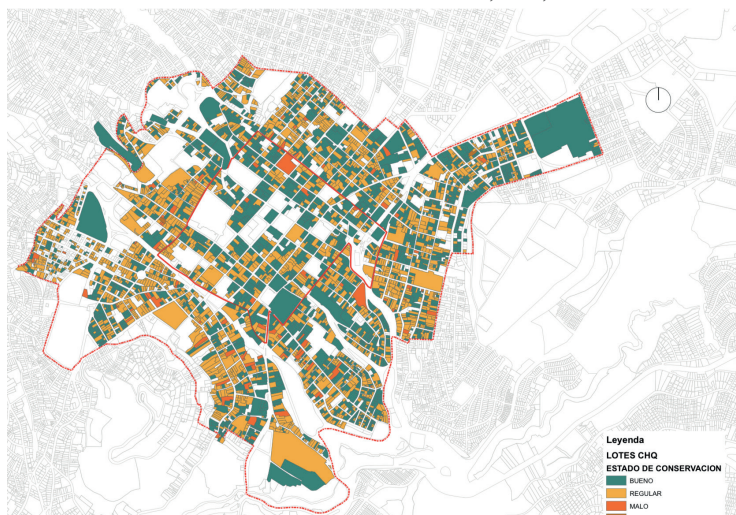 Leyenda
LOTES CHQ
ESTADO DE CONSERVACION
BUENO
REGULAR
MALO